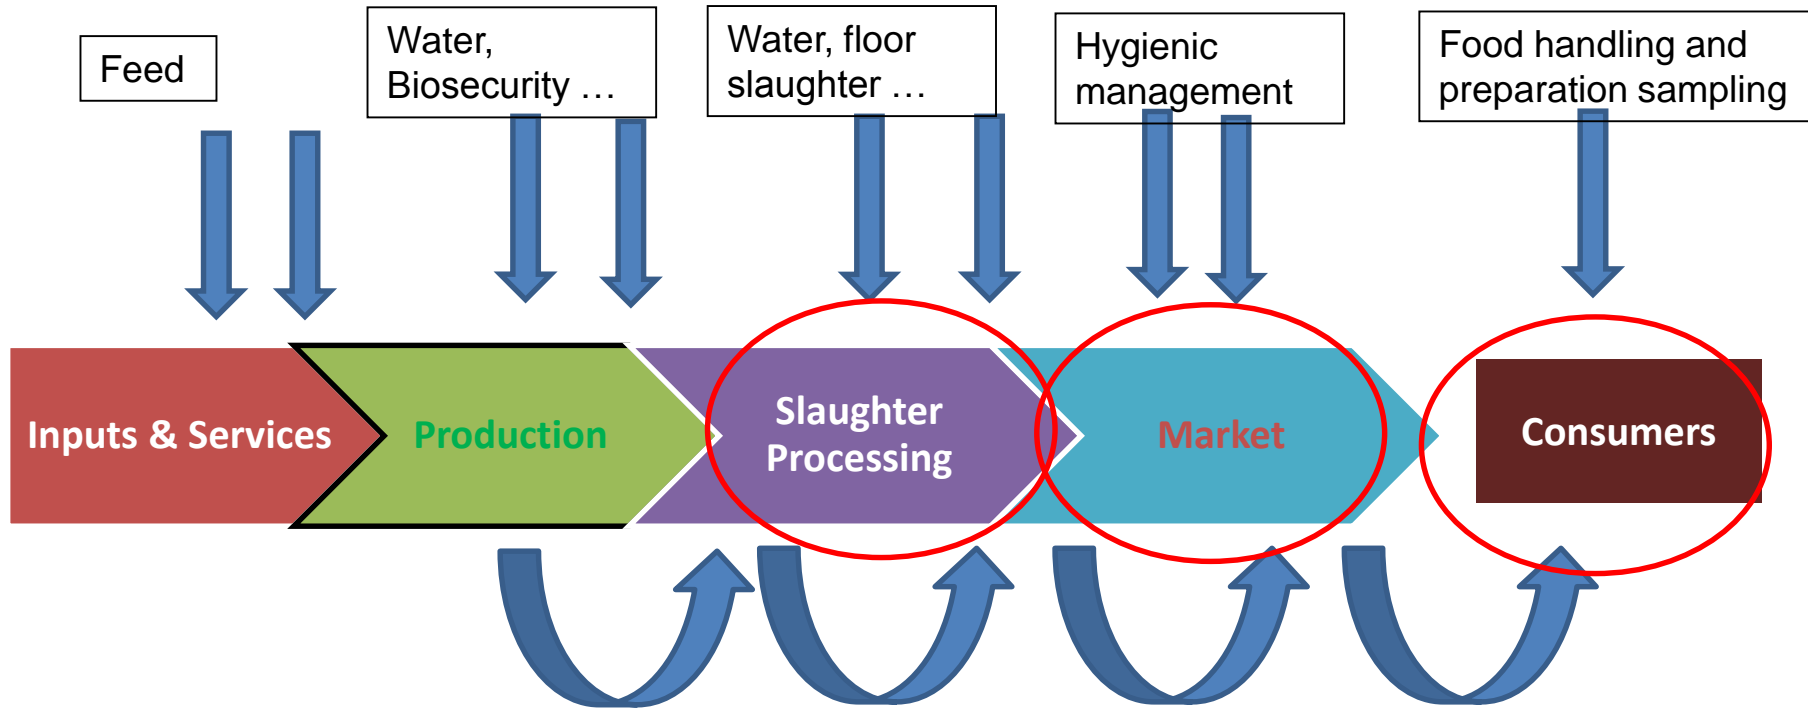 Feed
Water,
Biosecurity …
Water, floor
slaughter …
Hygienic
management
Food handling and
preparation sampling
Inputs & Services
Production
Slaughter
Processing
Market
Consumers